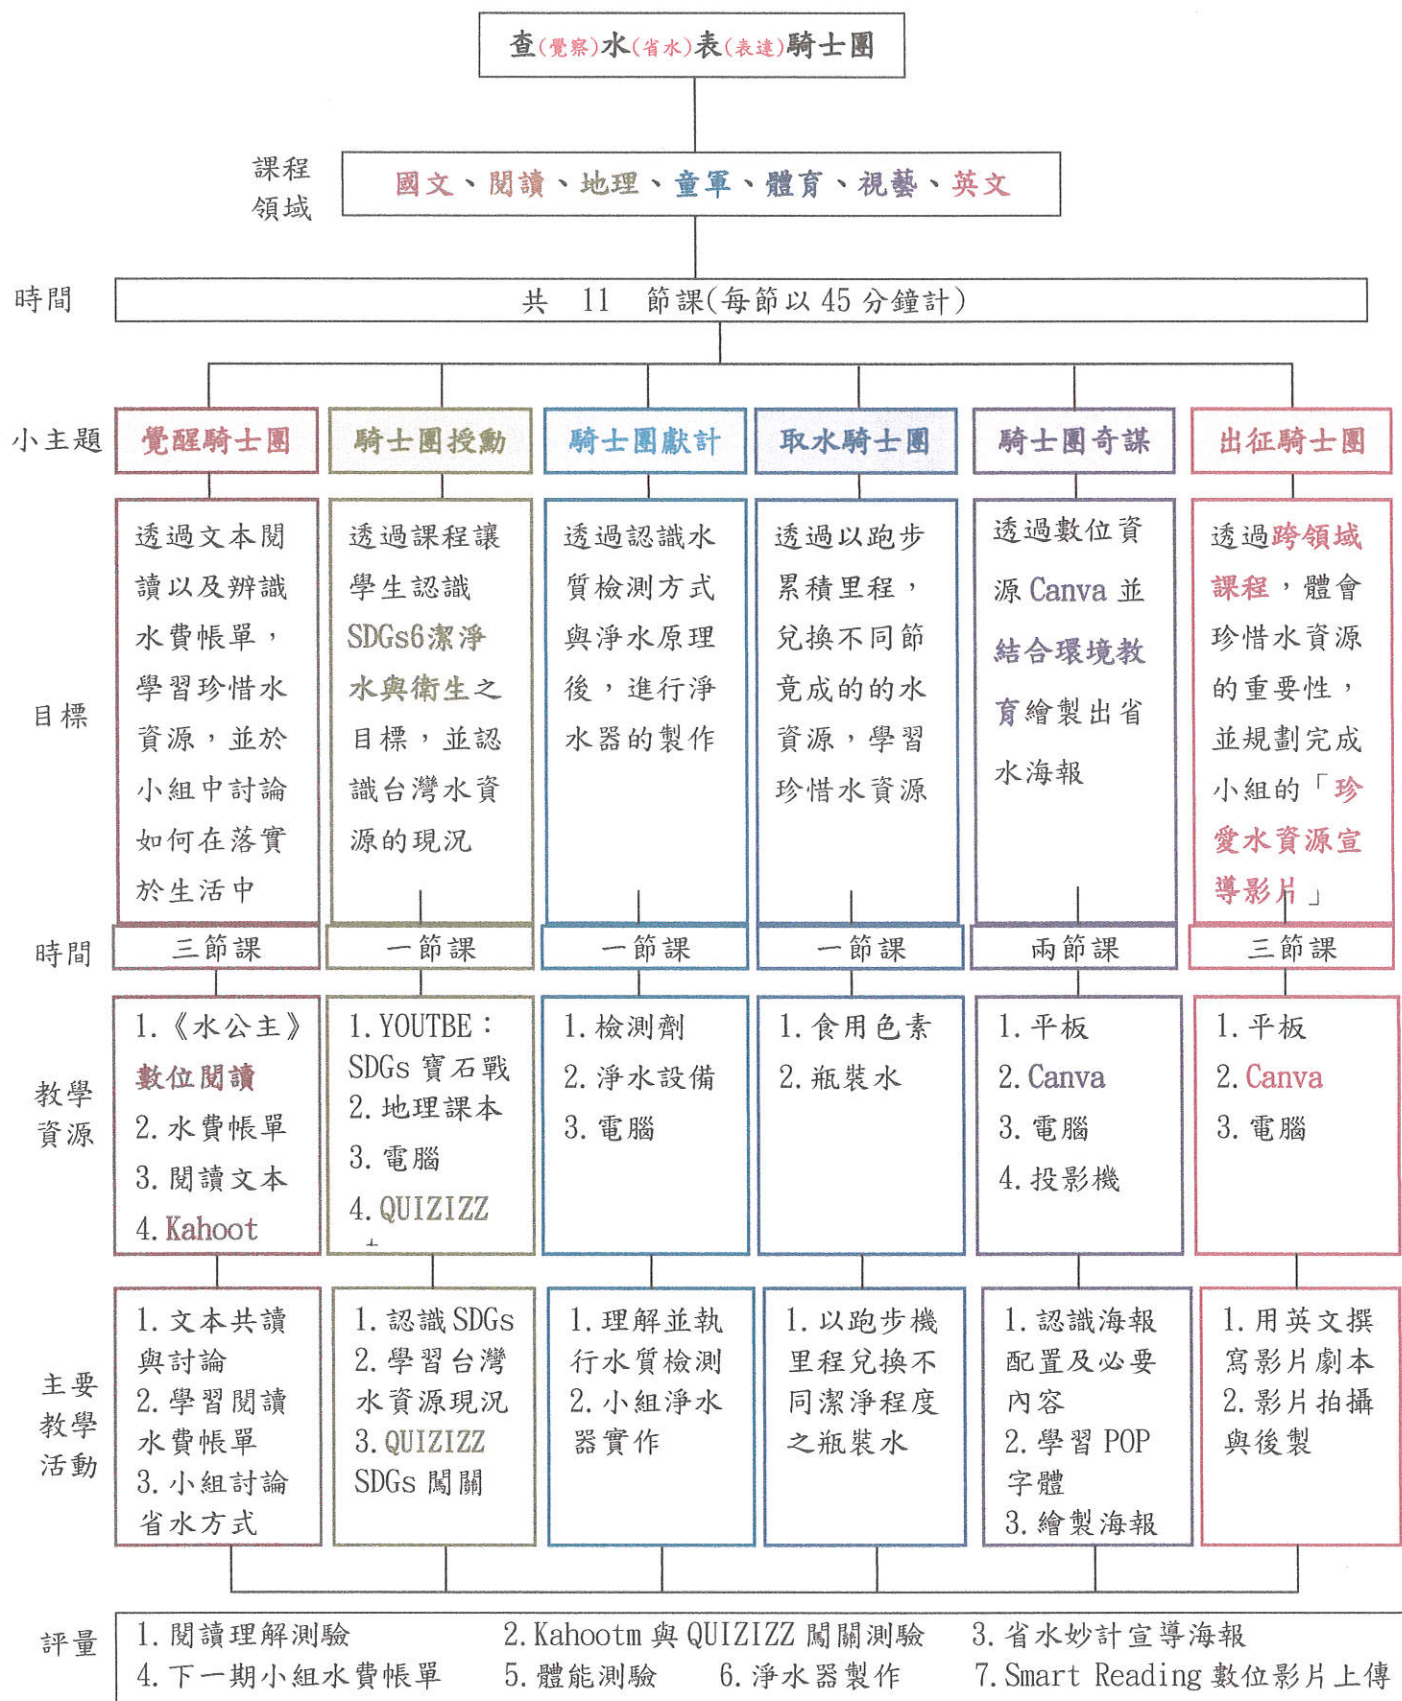 查(覺察)水(省水)表(表達)騎士團
課程
領域
國文、閱讀、地理、童軍、體育、視藝、英文
時間
共 11 節課(每節以 45 分鐘計)
小主題
覺醒騎士團
騎士團授勳
騎士團獻計
取水騎士團
騎士團奇謀
出征騎士團
目標
透過文本閱
讀以及辨識
水費帳單，
學習珍惜水
資源，並於
小組中討論
如何在落實
於生活中
透過課程讓
學生認識
SDGs6潔淨
水與衛生之
目標，並認
識台灣水資
源的現況
透過認識水
質檢測方式
與淨水原理
後，進行淨
水器的製作
透過以跑步
累積里程，
兌換不同節
竟成的的水
資源，學習
珍惜水資源
透過數位資
源 Canva 並
結合環境教
育繪製出省
水海報
透過跨領域
課程，體會
珍惜水資源
的重要性，
並規劃完成
小組的「珍
愛水資源宣
導影片」
時間
三節課
一節課
一節課
一節課
兩節課
三節課
教學
資源
1.《水公主》
數位閱讀
2.水費帳單
3.閱讀文本
4.Kahoot
1.YOUTBE：
SDGs 寶石戰
2.地理課本
3.電腦
4.QUIZIZZ
1.檢測劑
2.淨水設備
3.電腦
1.食用色素
2.瓶裝水
1.平板
2.Canva
3.電腦
4.投影機
1.平板
2.Canva
3.電腦
主要
教學
活動
1.文本共讀
與討論
2.學習閱讀
水費帳單
3.小組討論
省水方式
1.認識 SDGs
2.學習台灣
水資源現況
3.QUIZIZZ
SDGs 闖關
1.理解並執
行水質檢測
2.小組淨水
器實作
1.以跑步機
里程兌換不
同潔淨程度
之瓶裝水
1.認識海報
配置及必要
內容
2.學習 POP
字體
3.繪製海報
1.用英文撰
寫影片劇本
2.影片拍攝
與後製
評量
1.閱讀理解測驗 2.Kahootm 與 QUIZIZZ 闖關測驗 3.省水妙計宣導海報
4.下一期小組水費帳單 5.體能測驗 6.淨水器製作 7.Smart Reading 數位影片上傳